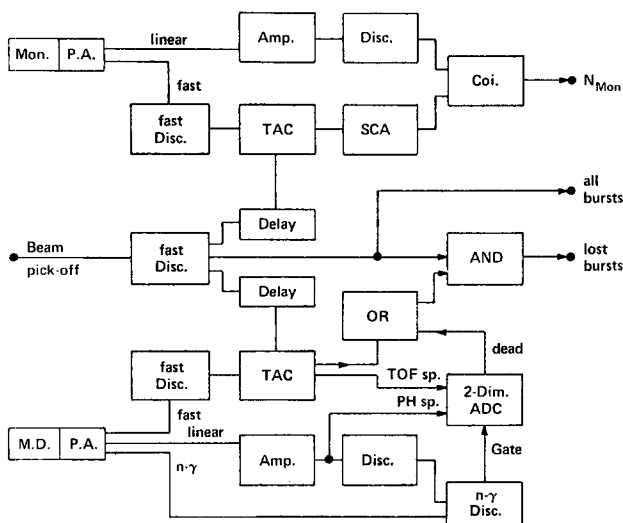 linear
Amp.
Disc.
Mon.
P.A.
Coi.
N_Mon
fast
fast
Disc.
TAC
SCA
all
bursts
Delay
Beam
pick-off
fast
Disc.
AND
lost
bursts
Delay
OR
dead
fast
Disc.
TAC
TOF sp.
PH sp.
2-Dim.
ADC
fast
linear
M.D.
P.A.
n-γ
Amp.
Disc.
Gate
n-γ
Disc.